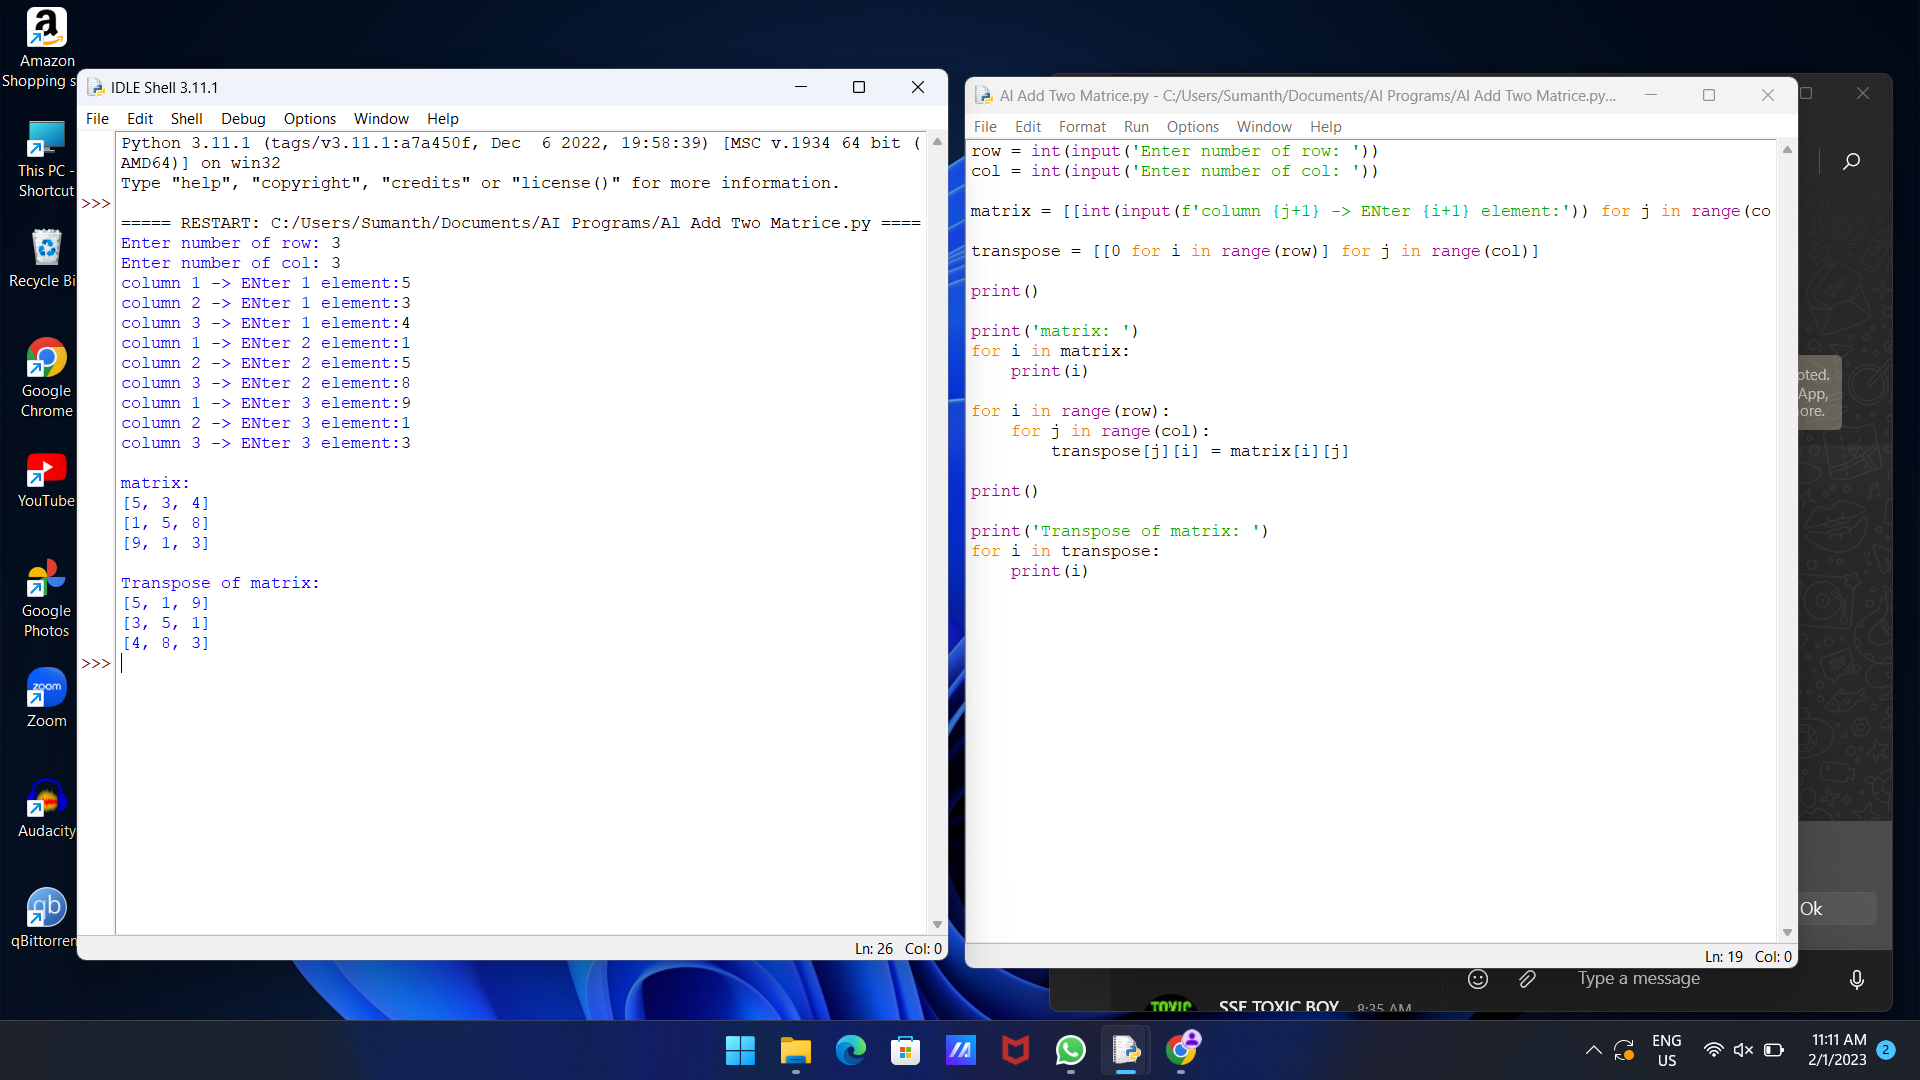 Amazon
Shopping s
This PC -
Shortcut
Recycle Bi
Google
Chrome
YouTube
Google
Photos
zoom
Zoom
Audacity
qb
qBittorren
IDLE Shell 3.11.1
File Edit Shell Debug Options Window Help
Python 3.11.1 (tags/v3.11.1:a7a450f, Dec  6 2022, 19:58:39) [MSC v.1934 64 bit (
AMD64)] on win32
Type "help", "copyright", "credits" or "license()" for more information.
>>>
===== RESTART: C:/Users/Sumanth/Documents/AI Programs/Al Add Two Matrice.py ====
Enter number of row: 3
Enter number of col: 3
column 1 -> ENter 1 element:5
column 2 -> ENter 1 element:3
column 3 -> ENter 1 element:4
column 1 -> ENter 2 element:1
column 2 -> ENter 2 element:5
column 3 -> ENter 2 element:8
column 1 -> ENter 3 element:9
column 2 -> ENter 3 element:1
column 3 -> ENter 3 element:3
matrix:
[5, 3, 4]
[1, 5, 8]
[9, 1, 3]
Transpose of matrix:
[5, 1, 9]
[3, 5, 1]
[4, 8, 3]
>>>
Ln: 26 Col: 0
Al Add Two Matrice.py - C:/Users/Sumanth/Documents/AI Programs/Al Add Two Matrice.py...
File Edit Format Run Options Window Help
row = int(input('Enter number of row: '))
col = int(input('Enter number of col: '))
matrix = [[int(input(f'column {j+1} -> ENter {i+1} element:')) for j in range(co
transpose = [[0 for i in range(row)] for j in range(col)]
print()
print('matrix: ')
for i in matrix:
    print(i)
for i in range(row):
    for j in range(col):
        transpose[j][i] = matrix[i][j]
print()
print('Transpose of matrix: ')
for i in transpose:
    print(i)
Ln: 19 Col: 0
oted.
App,
ore.
Ok
Type a message
TOXIC
SSF TOXIC BOY 8:35 AM
ENG
US
11:11 AM
2/1/2023
2